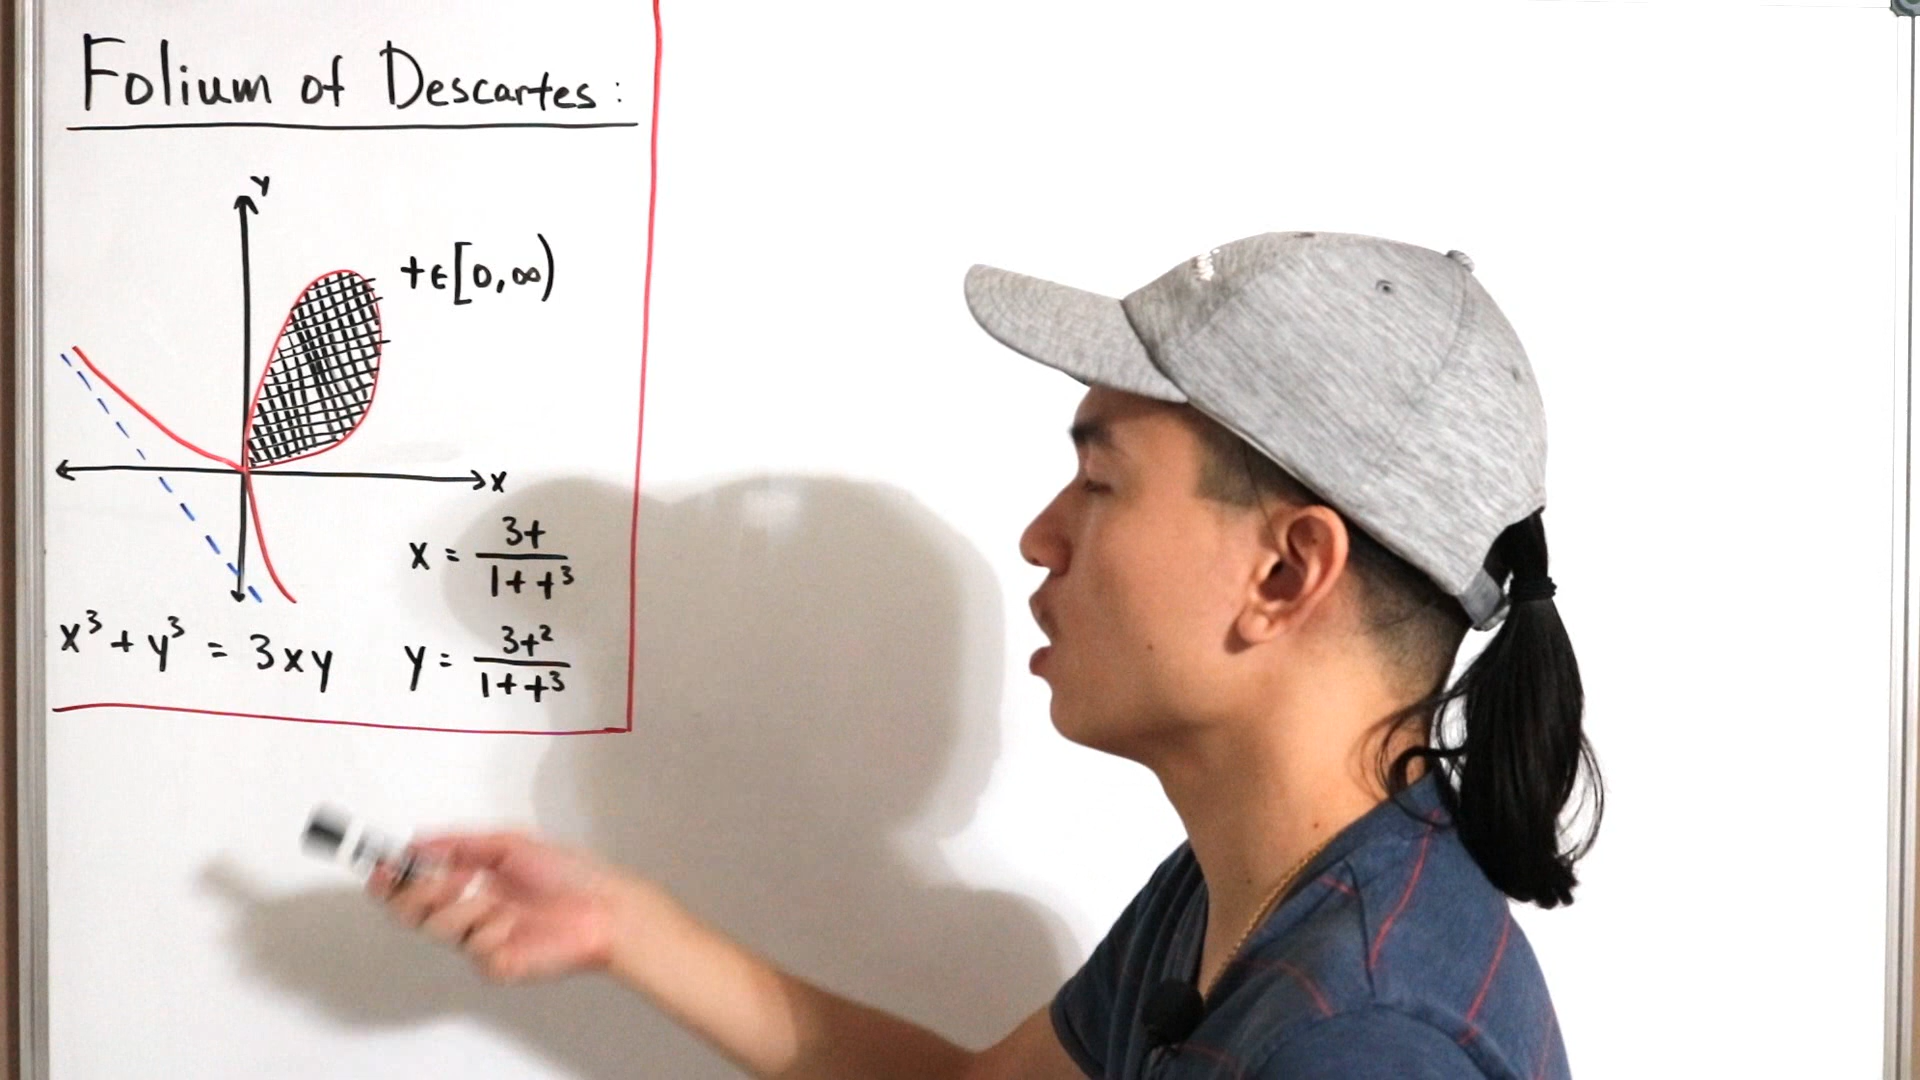 Folium of Descartes:
y
t∈[0,∞)
x
x = 3t/(1+t³)
x³+y³ = 3xy
y = 3t²/(1+t³)